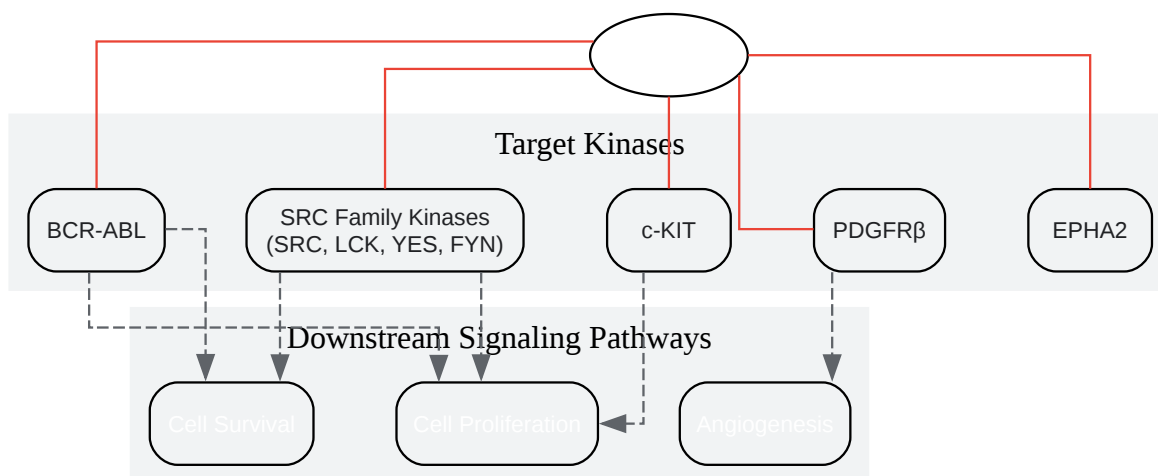 Target Kinases
BCR-ABL
SRC Family Kinases
(SRC, LCK, YES, FYN)
c-KIT
PDGFRβ
EPHA2
Downstream Signaling Pathways
Cell Survival
Cell Proliferation
Angiogenesis